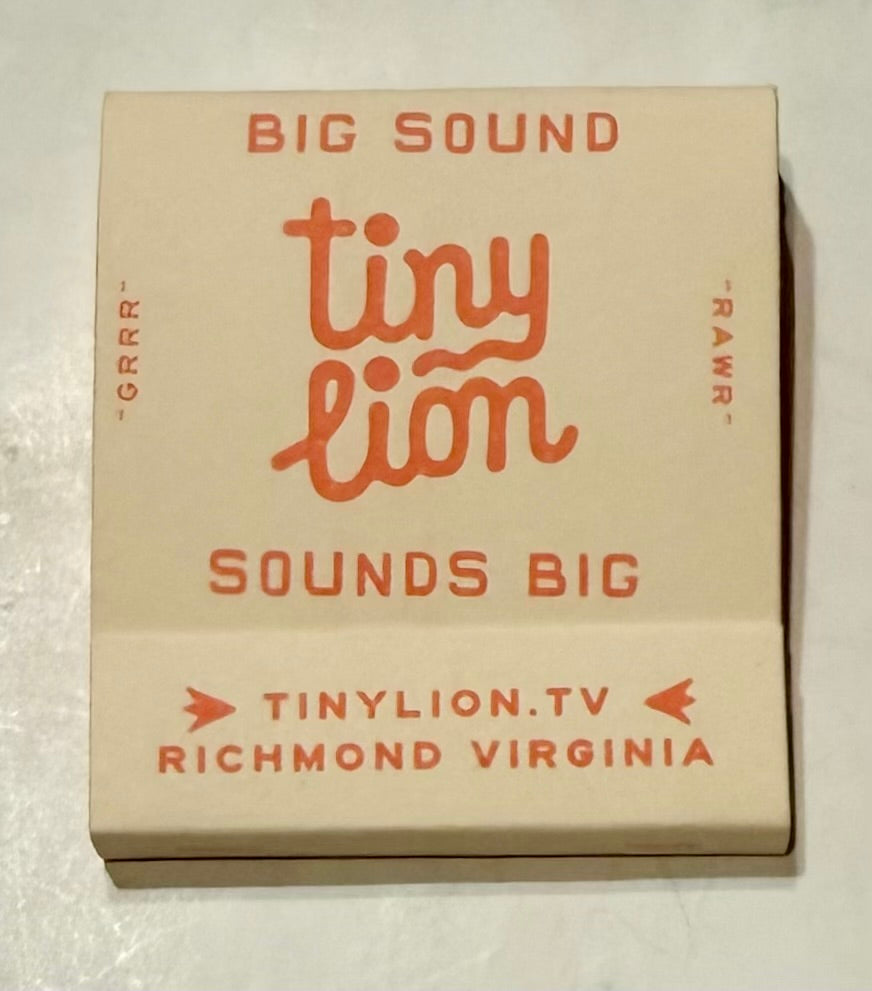 BIG SOUND
tiny
lion
-GRRR-
-RAWR-
SOUNDS BIG
TINYLION.TV
RICHMOND VIRGINIA